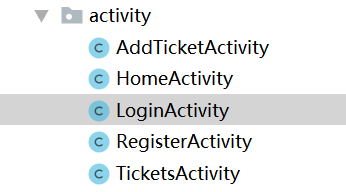 activity
C AddTicketActivity
C HomeActivity
C LoginActivity
C RegisterActivity
C TicketsActivity